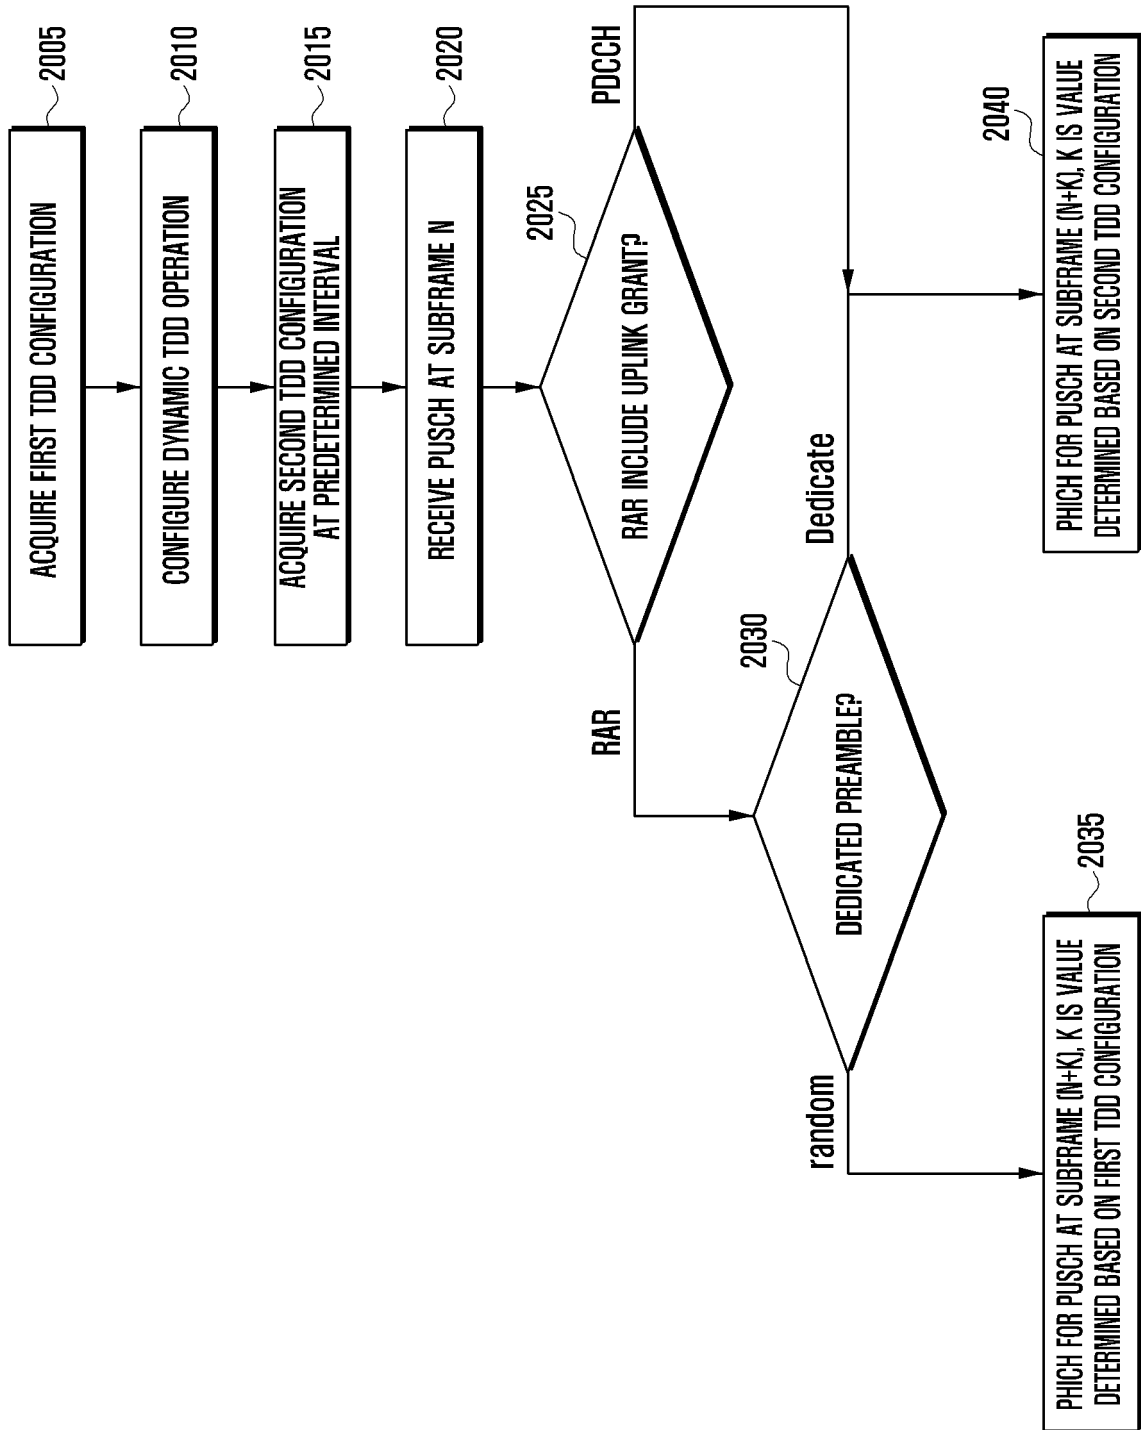 ACQUIRE FIRST TDD CONFIGURATION
2005
CONFIGURE DYNAMIC TDD OPERATION
2010
ACQUIRE SECOND TDD CONFIGURATION
AT PREDETERMINED INTERVAL
2015
RECEIVE PUSCH AT SUBFRAME N
2020
RAR INCLUDE UPLINK GRANT?
2025
RAR
PDCCH
DEDICATED PREAMBLE?
2030
random
Dedicate
PHICH FOR PUSCH AT SUBFRAME (N+K), K IS VALUE
DETERMINED BASED ON FIRST TDD CONFIGURATION
2035
PHICH FOR PUSCH AT SUBFRAME (N+K), K IS VALUE
DETERMINED BASED ON SECOND TDD CONFIGURATION
2040